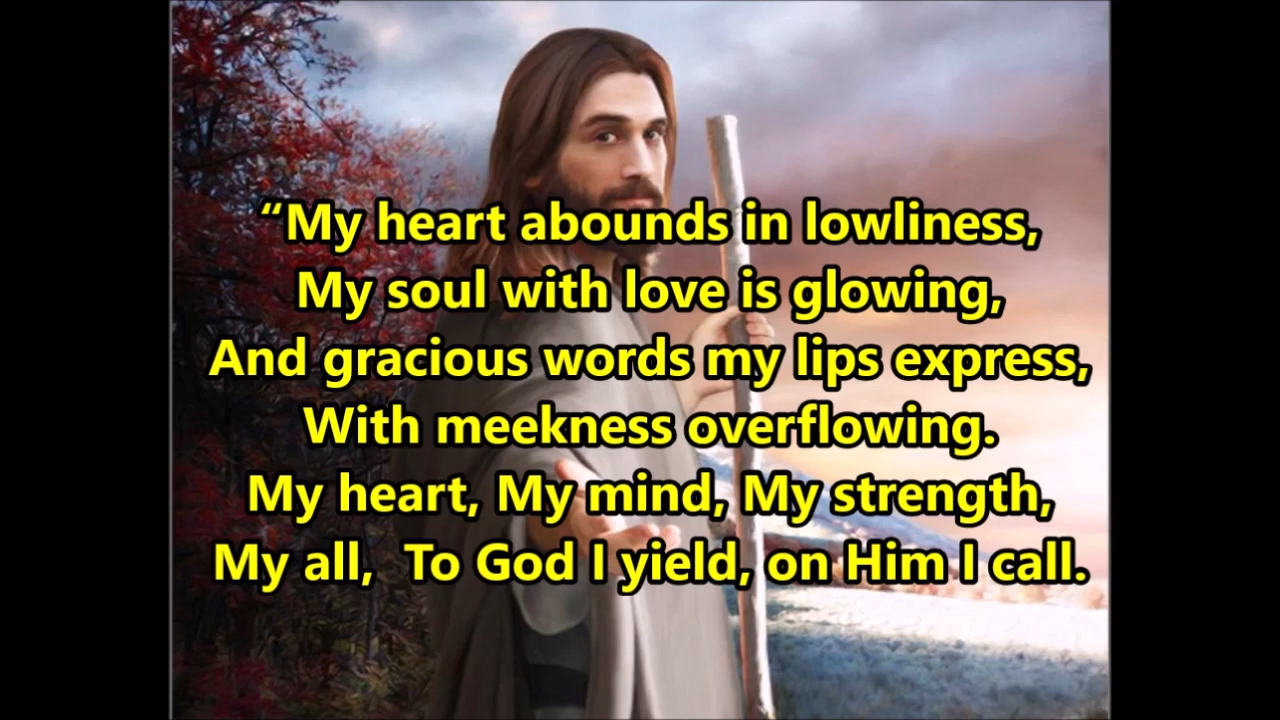 “My heart abounds in lowliness,
My soul with love is glowing,
And gracious words my lips express,
With meekness overflowing.
My heart, My mind, My strength,
My all,  To God I yield, on Him I call.